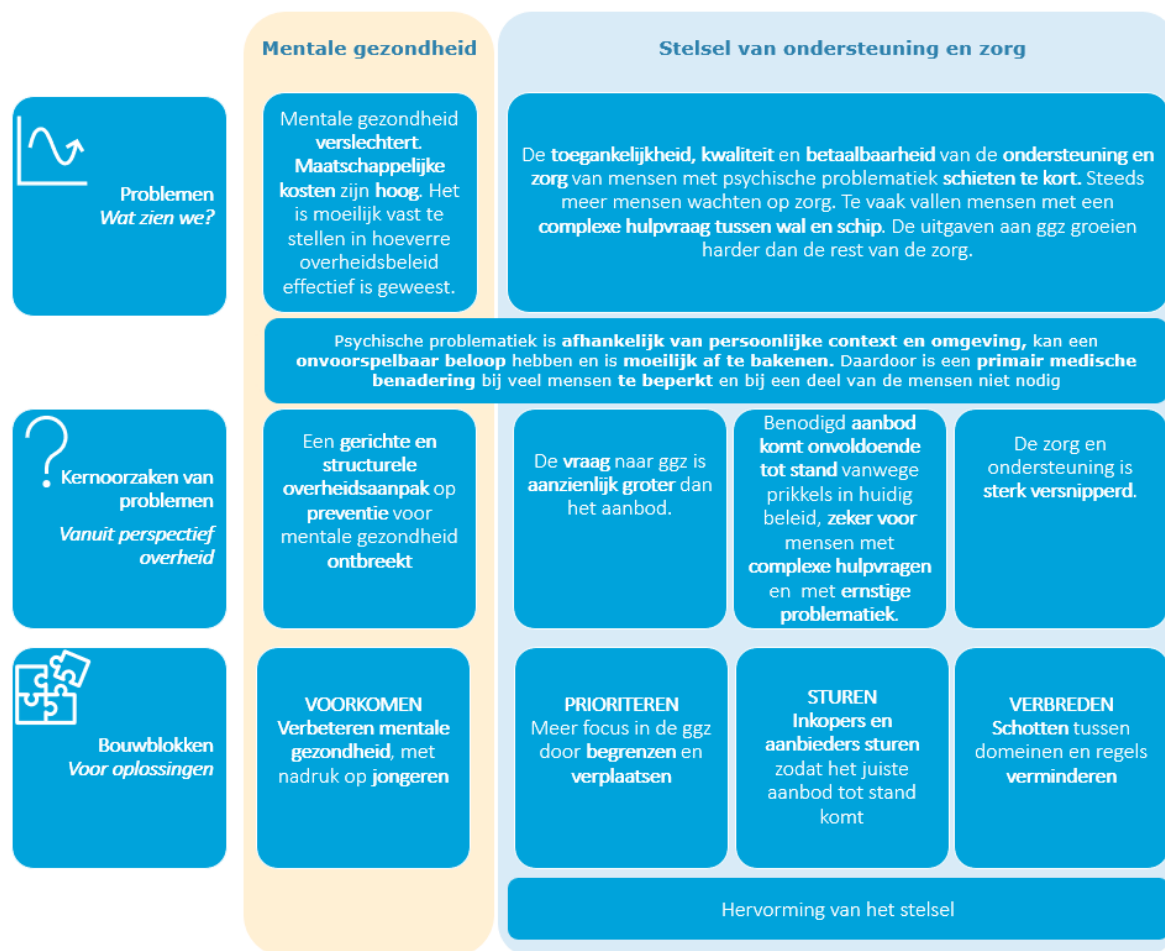 Mentale gezondheid
Stelsel van ondersteuning en zorg
Problemen
Wat zien we?
Mentale gezondheid
verslechtert.
Maatschappelijke
kosten zijn hoog. Het
is moeilijk vast te
stellen in hoeverre
overheidsbeleid
effectief is geweest.
De toegankelijkheid, kwaliteit en betaalbaarheid van de ondersteuning en
zorg van mensen met psychische problematiek schieten te kort. Steeds
meer mensen wachten op zorg. Te vaak vallen mensen met een
complexe hulpvraag tussen wal en schip. De uitgaven aan ggz groeien
harder dan de rest van de zorg.
Psychische problematiek is afhankelijk van persoonlijke context en omgeving, kan een
onvoorspelbaar beloop hebben en is moeilijk af te bakenen. Daardoor is een primair medische
benadering bij veel mensen te beperkt en bij een deel van de mensen niet nodig
Kernoorzaken van
problemen
Vanuit perspectief
overheid
Een gerichte en
structurele
overheidsaanpak op
preventie voor
mentale gezondheid
ontbreekt
De vraag naar ggz is
aanzienlijk groter dan
het aanbod.
Benodigd aanbod
komt onvoldoende
tot stand vanwege
prikkels in huidig
beleid, zeker voor
mensen met
complexe hulpvragen
en met ernstige
problematiek.
De zorg en
ondersteuning is
sterk versnipperd.
Bouwblokken
Voor oplossingen
VOORKOMEN
Verbeteren mentale
gezondheid, met
nadruk op jongeren
PRIORITEREN
Meer focus in de ggz
door begrenzen en
verplaatsen
STUREN
Inkopers en
aanbieders sturen
zodat het juiste
aanbod tot stand
komt
VERBREDEN
Schotten tussen
domeinen en regels
verminderen
Hervorming van het stelsel